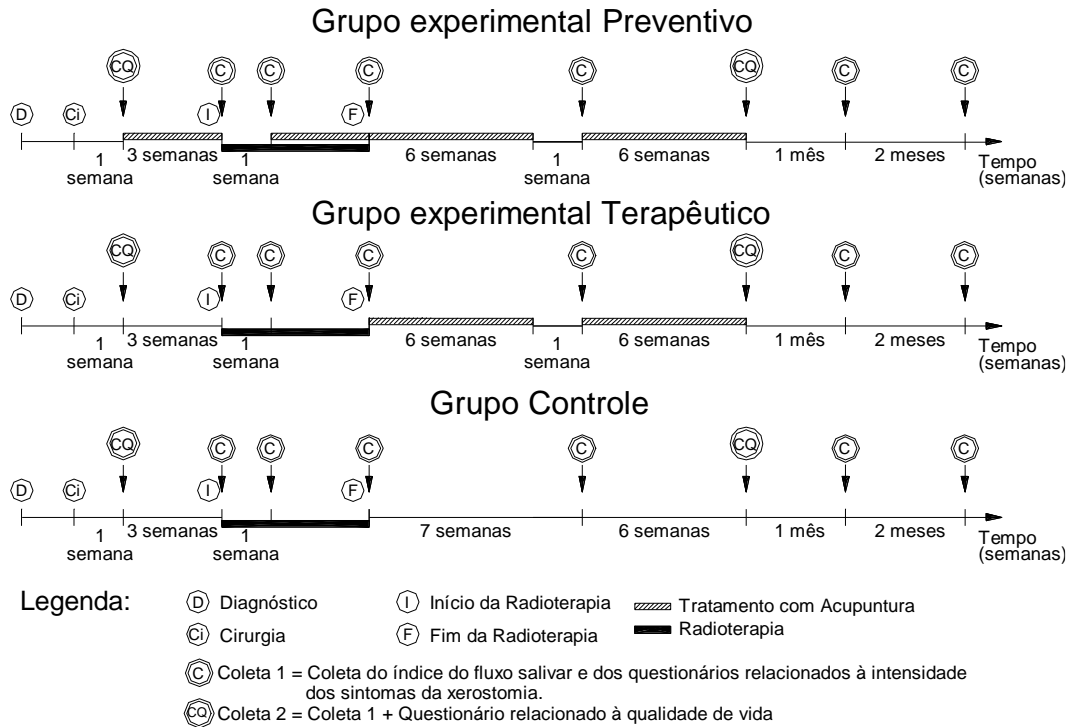 Grupo experimental Preventivo
CQ C C C C CQ C C
D Ci I F
1 semana 3 semanas 1 semana 6 semanas 1 semana 6 semanas 1 mês 2 meses Tempo (semanas)
Grupo experimental Terapêutico
CQ C C C C CQ C C
D Ci I F
1 semana 3 semanas 1 semana 6 semanas 1 semana 6 semanas 1 mês 2 meses Tempo (semanas)
Grupo Controle
CQ C C C C CQ C C
D Ci I F
1 semana 3 semanas 1 semana 7 semanas 6 semanas 1 mês 2 meses Tempo (semanas)
Legenda:
D Diagnóstico
I Início da Radioterapia
Tratamento com Acupuntura
Ci Cirurgia
F Fim da Radioterapia
Radioterapia
C Coleta 1 = Coleta do índice do fluxo salivar e dos questionários relacionados à intensidade
dos sintomas da xerostomia.
CQ Coleta 2 = Coleta 1 + Questionário relacionado à qualidade de vida